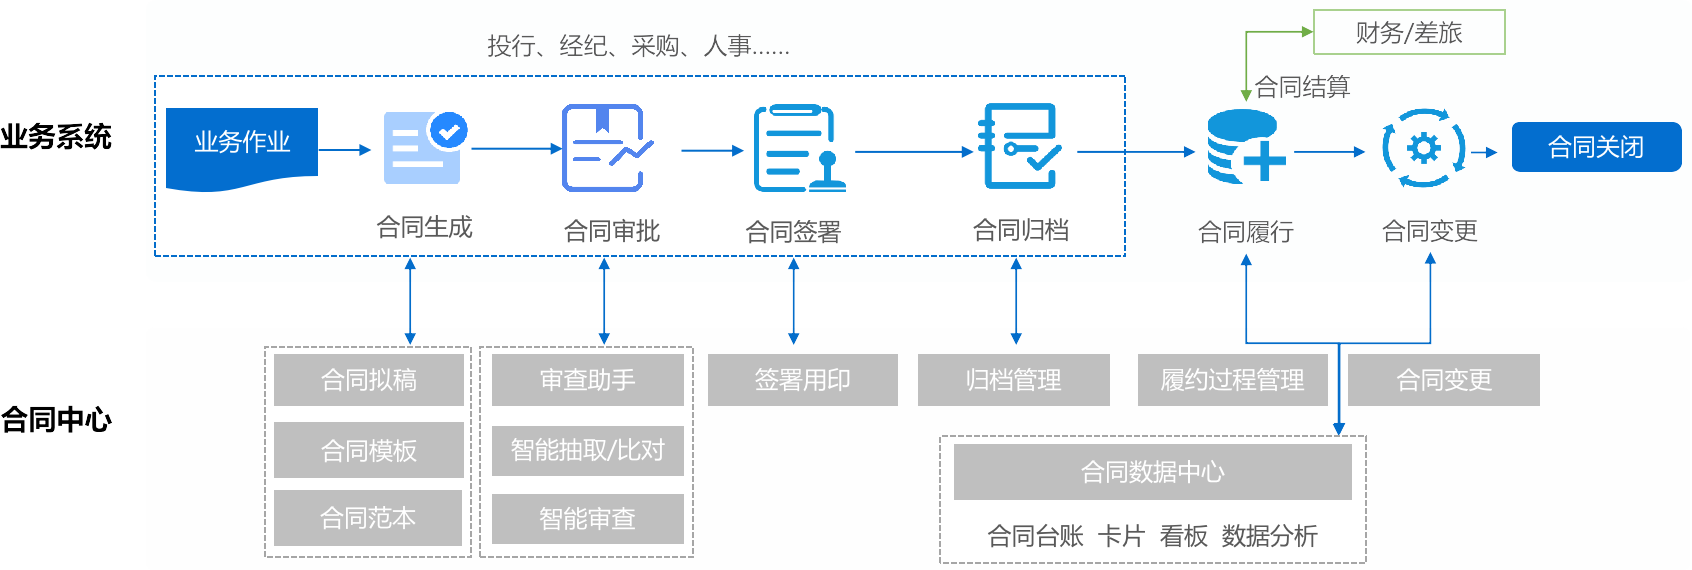 财务/差旅
投行、经纪、采购、人事......
合同结算
业务系统
业务作业
合同关闭
合同生成
合同审批
合同签署
合同归档
合同履行
合同变更
合同中心
合同拟稿
审查助手
签署用印
归档管理
履约过程管理
合同变更
合同模板
智能抽取/比对
合同数据中心
合同范本
智能审查
合同台账 卡片 看板 数据分析